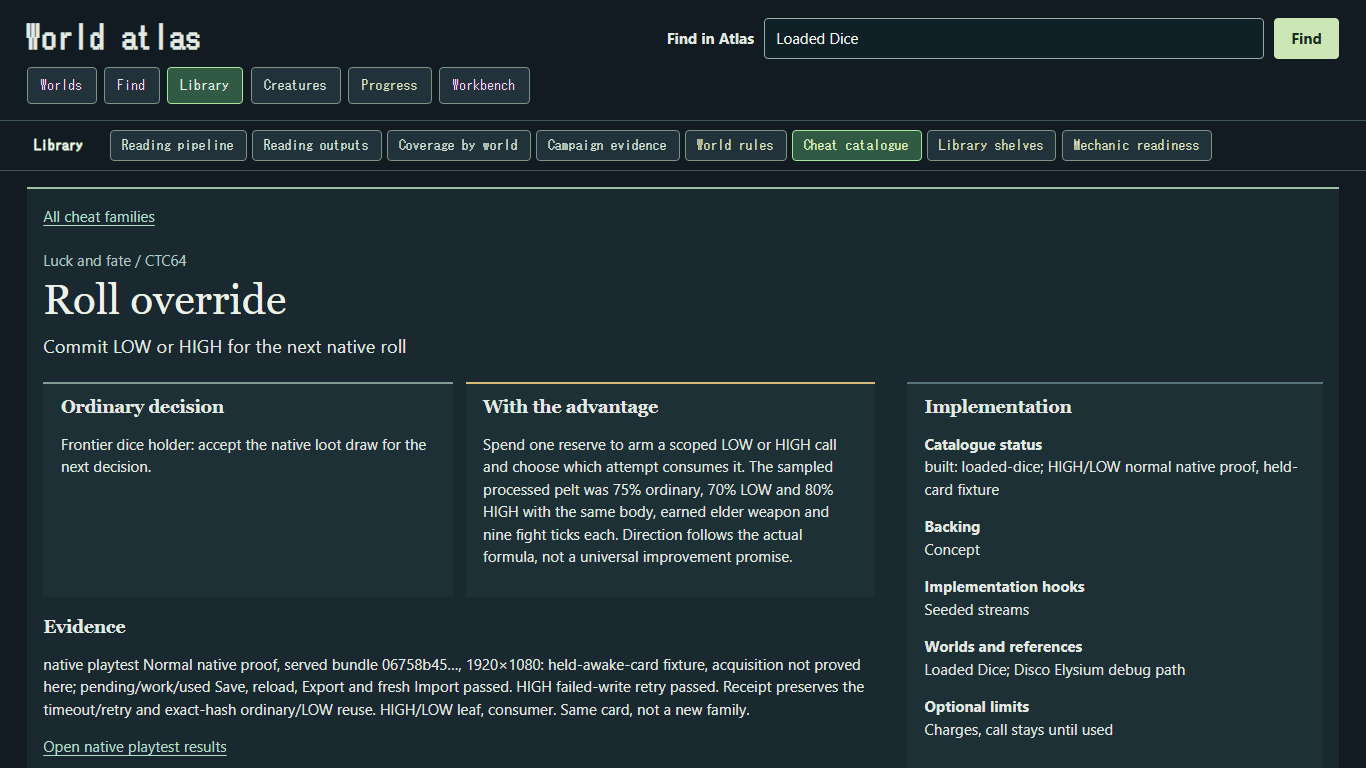 World atlas
Find in Atlas
Loaded Dice
Find
Worlds
Find
Library
Creatures
Progress
Workbench
Library
Reading pipeline
Reading outputs
Coverage by world
Campaign evidence
World rules
Cheat catalogue
Library shelves
Mechanic readiness
All cheat families
Luck and fate / CTC64
Roll override
Commit LOW or HIGH for the next native roll
Ordinary decision
Frontier dice holder: accept the native loot draw for the
next decision.
With the advantage
Spend one reserve to arm a scoped LOW or HIGH call
and choose which attempt consumes it. The sampled
processed pelt was 75% ordinary, 70% LOW and 80%
HIGH with the same body, earned elder weapon and
nine fight ticks each. Direction follows the actual
formula, not a universal improvement promise.
Implementation
Catalogue status
built: loaded-dice; HIGH/LOW normal native proof, held-
card fixture
Backing
Concept
Implementation hooks
Seeded streams
Worlds and references
Loaded Dice; Disco Elysium debug path
Optional limits
Charges, call stays until used
Evidence
native playtest Normal native proof, served bundle 06758b45…, 1920×1080: held-awake-card fixture, acquisition not proved
here; pending/work/used Save, reload, Export and fresh Import passed. HIGH failed-write retry passed. Receipt preserves the
timeout/retry and exact-hash ordinary/LOW reuse. HIGH/LOW leaf, consumer. Same card, not a new family.
Open native playtest results